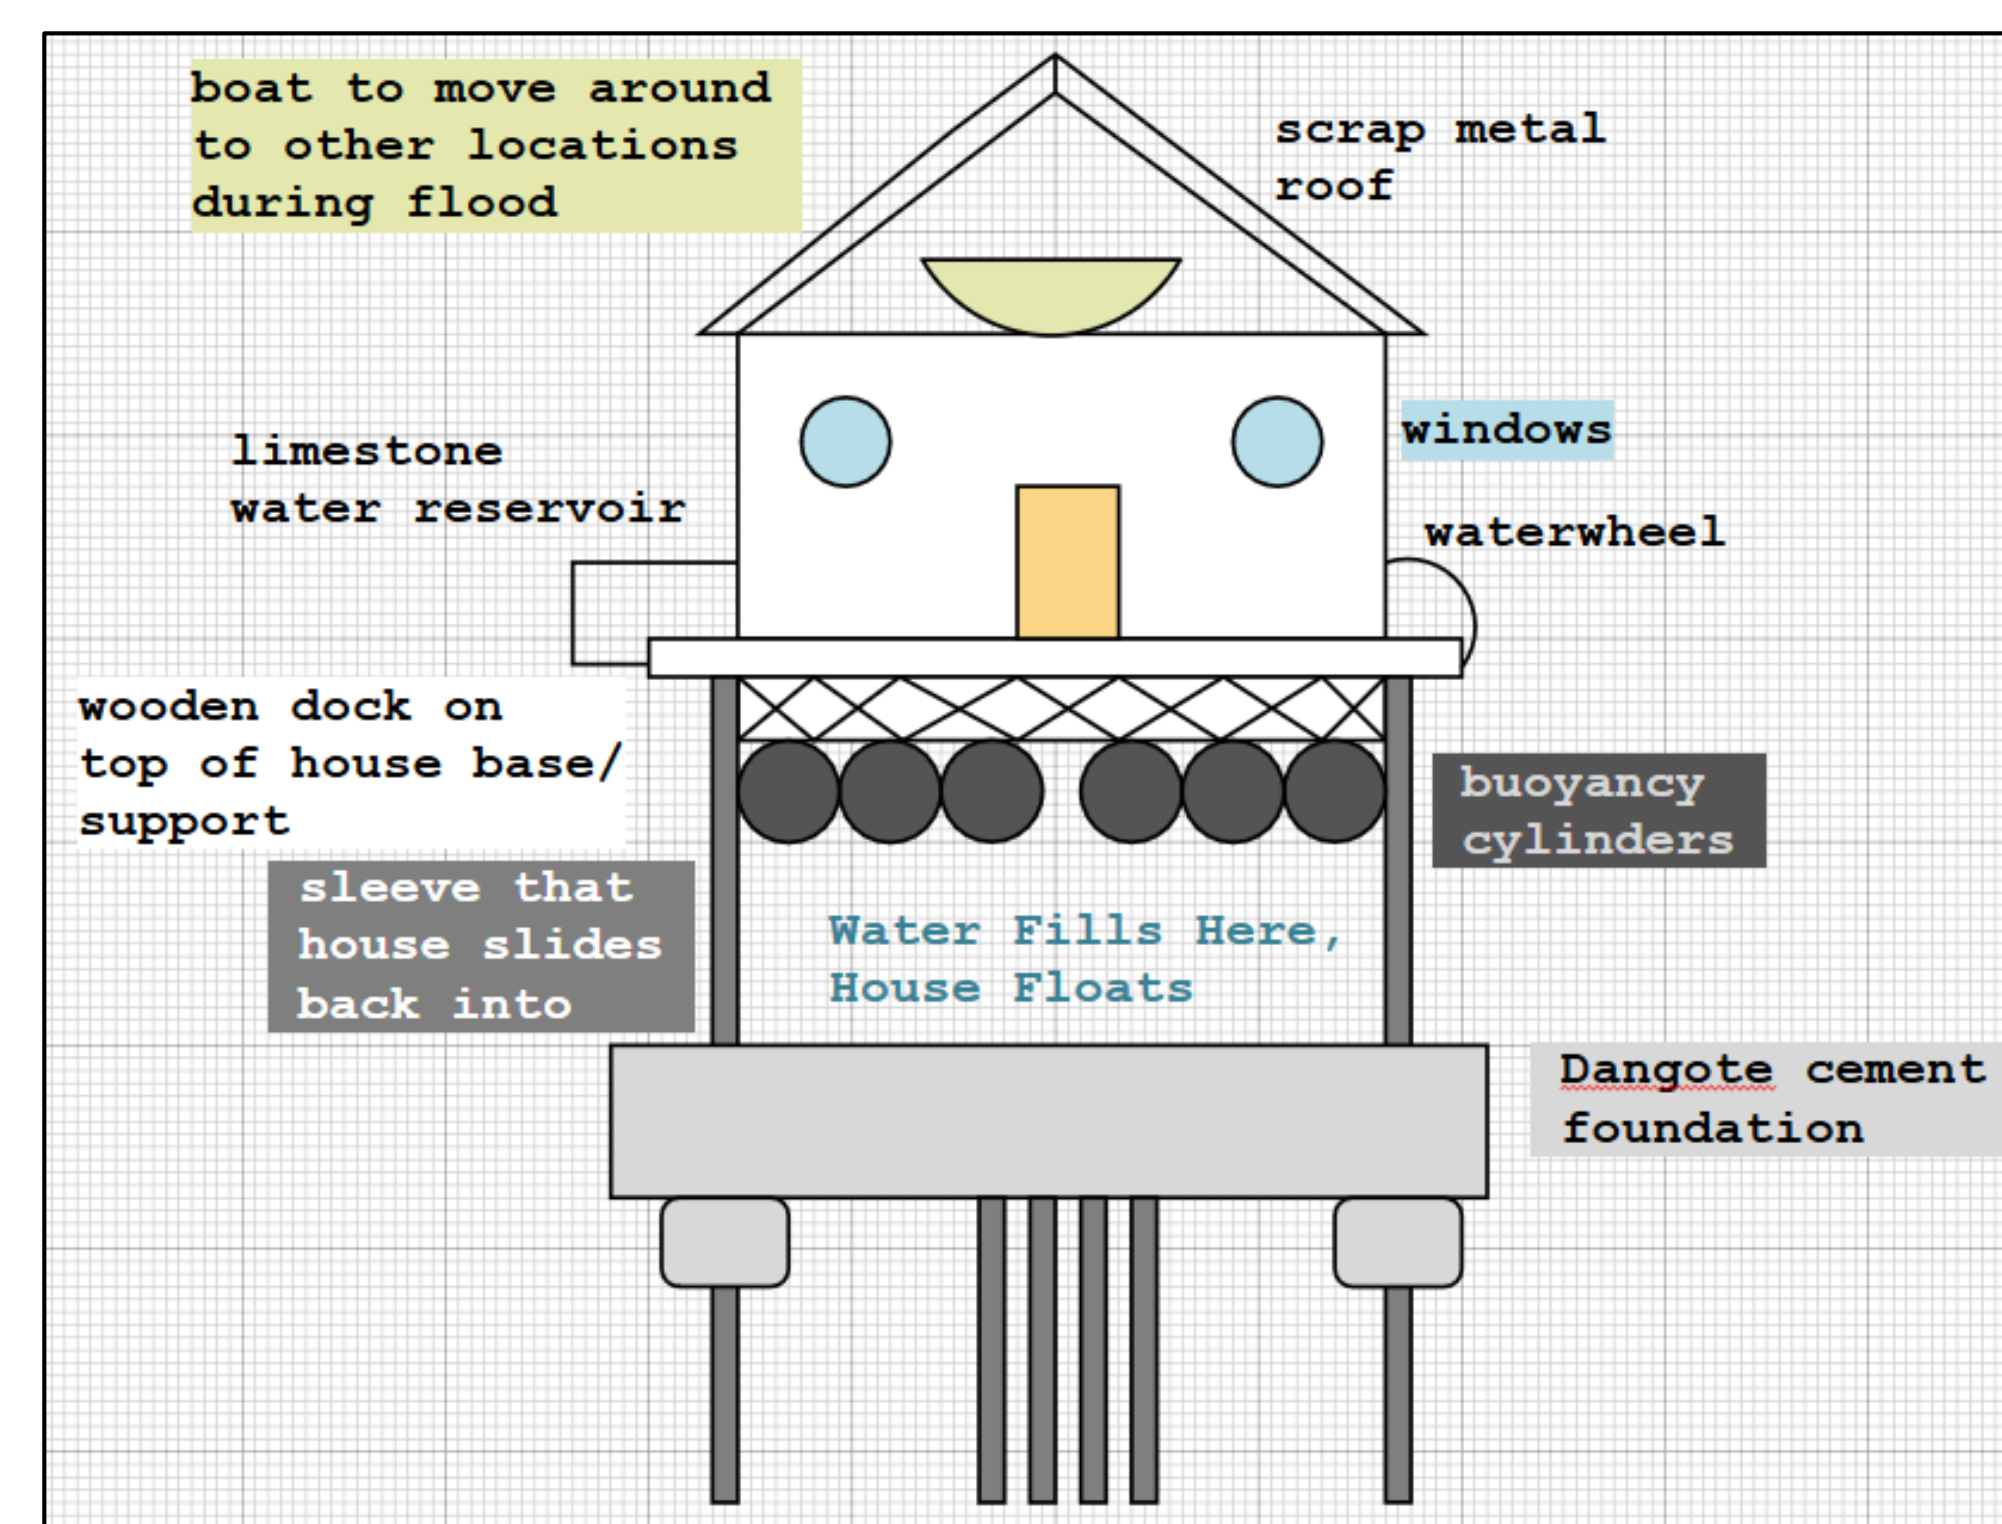 boat to move around
to other locations
during flood
scrap metal
roof
limestone
water reservoir
windows
waterwheel
wooden dock on
top of house base/
support
buoyancy
cylinders
sleeve that
house slides
back into
Water Fills Here,
House Floats
Dangote cement
foundation